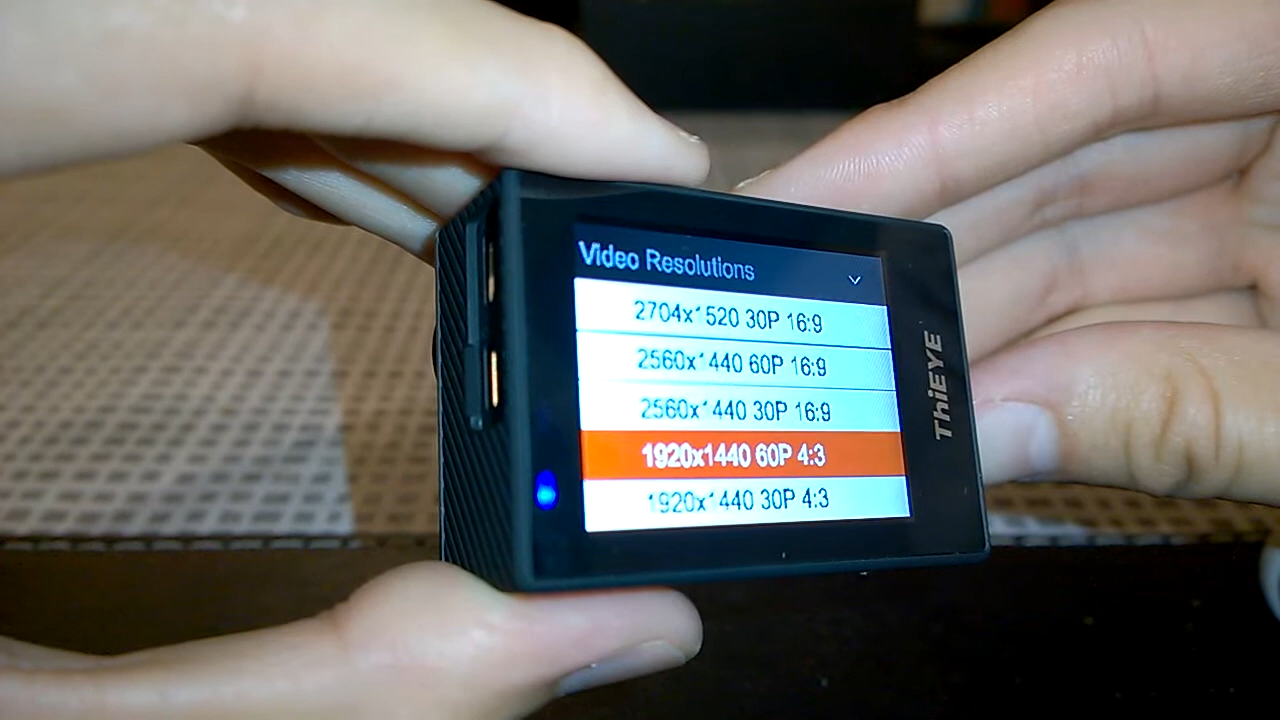 Video Resolutions
2704x1520 30P 16:9
2560x1440 60P 16:9
2560x1440 30P 16:9
1920x1440 60P 4:3
1920x1440 30P 4:3
ThiEYE